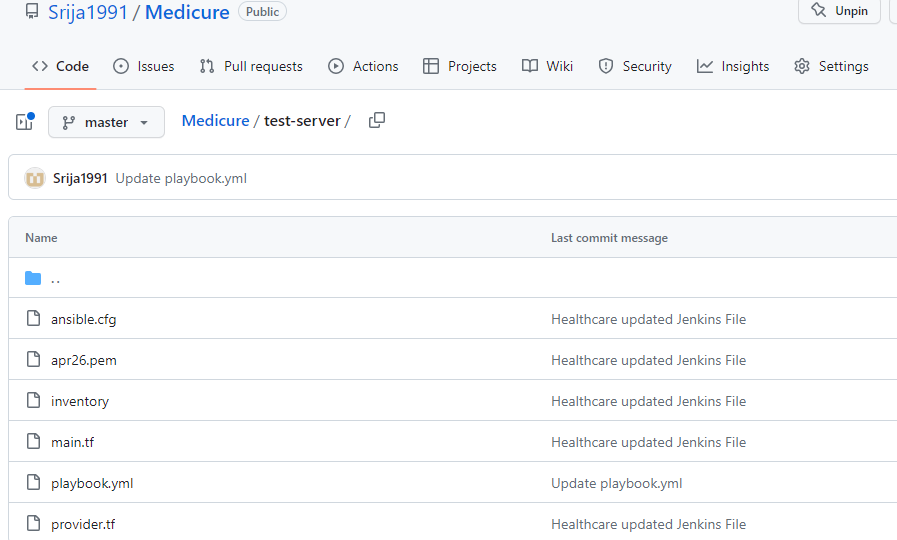 Srija1991 / Medicure Public Unpin
Code Issues Pull requests Actions Projects Wiki Security Insights Settings
master Medicure / test-server /
Srija1991 Update playbook.yml
Name Last commit message
..
ansible.cfg Healthcare updated Jenkins File
apr26.pem Healthcare updated Jenkins File
inventory Healthcare updated Jenkins File
main.tf Healthcare updated Jenkins File
playbook.yml Update playbook.yml
provider.tf Healthcare updated Jenkins File